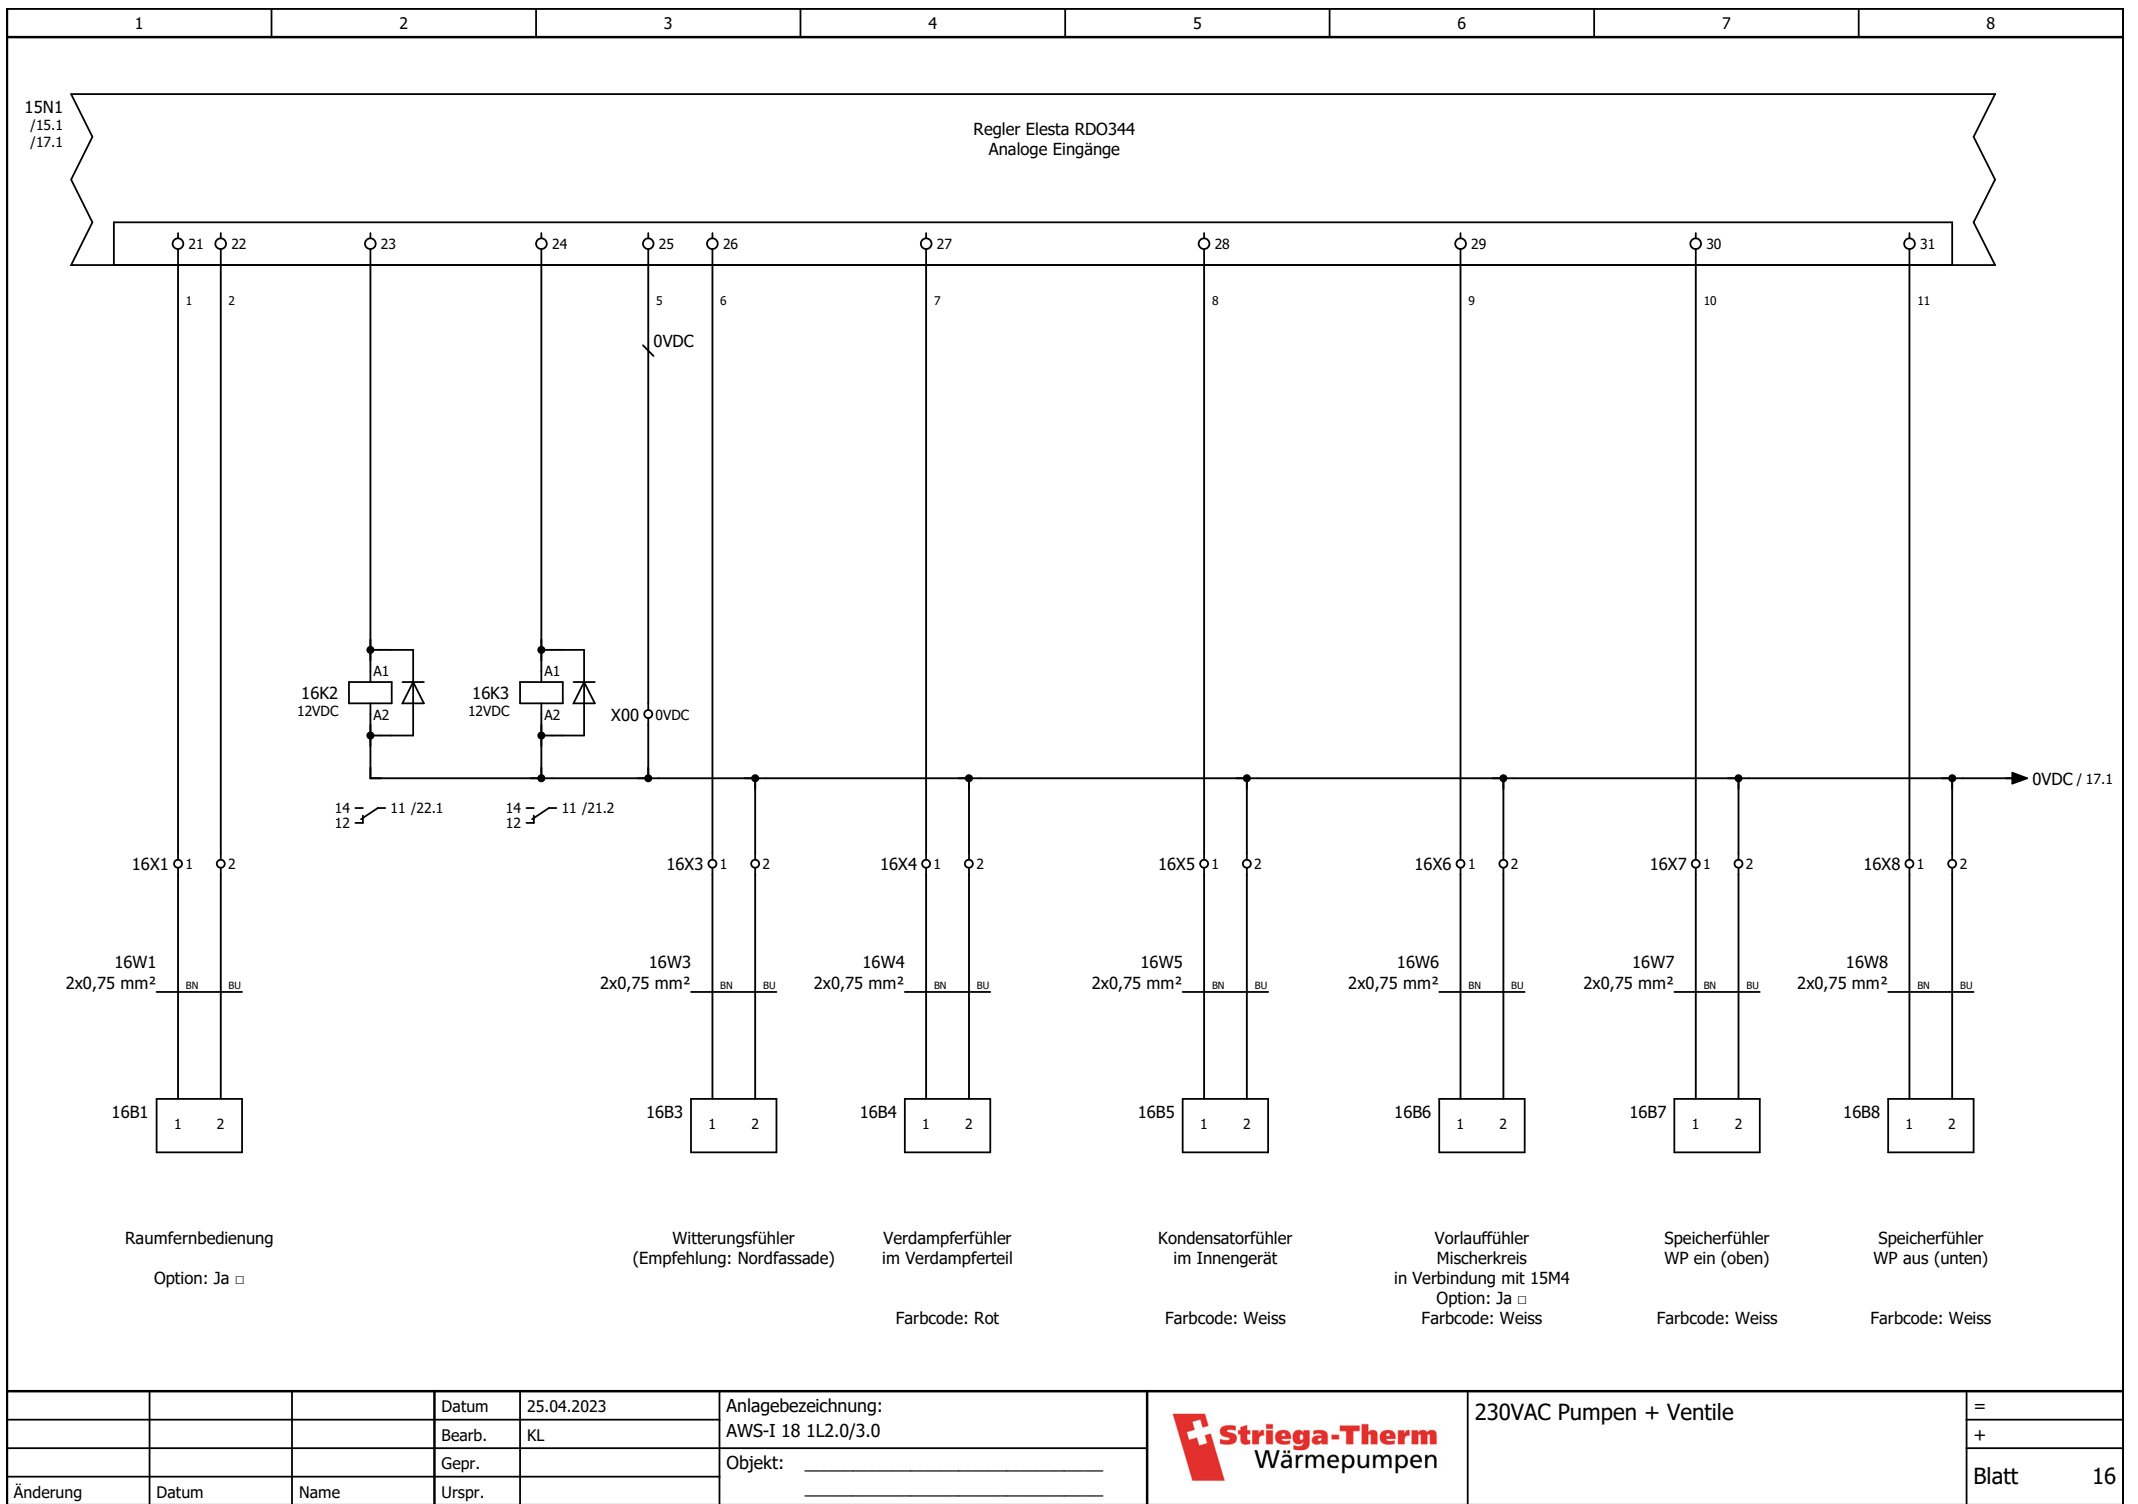 1 2 3 4 5 6 7 8
15N1
/15.1
/17.1
Regler Elesta RDO344
Analoge Eingänge
21 22 23 24 25 26 27 28 29 30 31
1 2 5 6 7 8 9 10 11
0VDC
A1 A1
16K2 16K3
12VDC 12VDC
A2 A2 X00 0VDC
0VDC / 17.1
14 11 /22.1 14 11 /21.2
12 12
16X1 1 2 16X3 1 2 16X4 1 2 16X5 1 2 16X6 1 2 16X7 1 2 16X8 1 2
16W1 16W3 16W4 16W5 16W6 16W7 16W8
2x0,75 mm² BN BU 2x0,75 mm² BN BU 2x0,75 mm² BN BU 2x0,75 mm² BN BU 2x0,75 mm² BN BU 2x0,75 mm² BN BU 2x0,75 mm² BN BU
16B1 16B3 16B4 16B5 16B6 16B7 16B8
1 2 1 2 1 2 1 2 1 2 1 2 1 2
Raumfernbedienung
Option: Ja □
Witterungsfühler
(Empfehlung: Nordfassade)
Verdampferfühler
im Verdampferteil
Farbcode: Rot
Kondensatorfühler
im Innengerät
Farbcode: Weiss
Vorlauffühler
Mischerkreis
in Verbindung mit 15M4
Option: Ja □
Farbcode: Weiss
Speicherfühler
WP ein (oben)
Farbcode: Weiss
Speicherfühler
WP aus (unten)
Farbcode: Weiss
Datum 25.04.2023
Bearb. KL
Gepr.
Änderung Datum Name Urspr.
Anlagebezeichnung:
AWS-I 18 1L2.0/3.0
Objekt:
Striega-Therm
Wärmepumpen
230VAC Pumpen + Ventile
=
+
Blatt 16